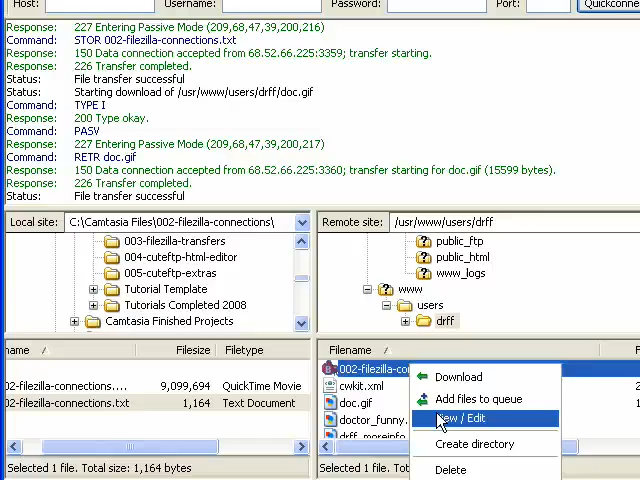 Host: Username: Password: Port: Quickconne
Response: 227 Entering Passive Mode (209,68,47,39,200,216)
Command: STOR 002-filezilla-connections.txt
Response: 150 Data connection accepted from 68.52.66.225:3359; transfer starting.
Response: 226 Transfer completed.
Status: File transfer successful
Status: Starting download of /usr/www/users/drff/doc.gif
Command: TYPE I
Response: 200 Type okay.
Command: PASV
Response: 227 Entering Passive Mode (209,68,47,39,200,217)
Command: RETR doc.gif
Response: 150 Data connection accepted from 68.52.66.225:3360; transfer starting for doc.gif (15599 bytes).
Response: 226 Transfer completed.
Status: File transfer successful
Local site: C:\Camtasia Files\002-filezilla-connections\
003-filezilla-transfers
004-cuteftp-html-editor
005-cuteftp-extras
Tutorial Template
Tutorials Completed 2008
Camtasia Finished Projects
Remote site: /usr/www/users/drff
public_ftp
public_html
www_logs
www
users
drff
name Filesize Filetype
02-filezilla-connections.... 9,099,694 QuickTime Movie
02-filezilla-connections.txt 1,164 Text Document
Selected 1 file. Total size: 1,164 bytes
Filename
002-filezilla-co
cwkit.xml
doc.gif
doctor_funny.
drff_moreinfo
Selected 1 file. Tot
Download
Add files to queue
View / Edit
Create directory
Delete